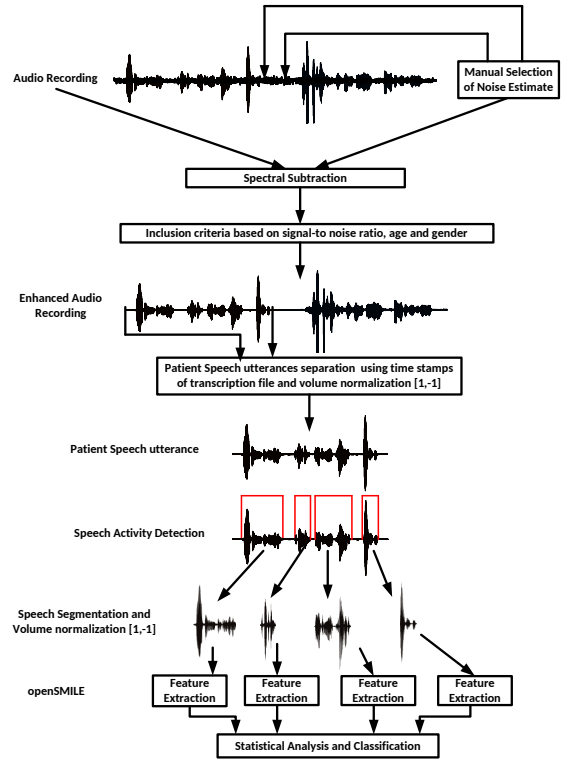 Audio Recording
Manual Selection
of Noise Estimate
Spectral Subtraction
Inclusion criteria based on signal-to noise ratio, age and gender
Enhanced Audio
Recording
Patient Speech utterances separation using time stamps
of transcription file and volume normalization [1,-1]
Patient Speech utterance
Speech Activity Detection
Speech Segmentation and
Volume normalization [1,-1]
openSMILE
Feature
Extraction
Feature
Extraction
Feature
Extraction
Feature
Extraction
Statistical Analysis and Classification